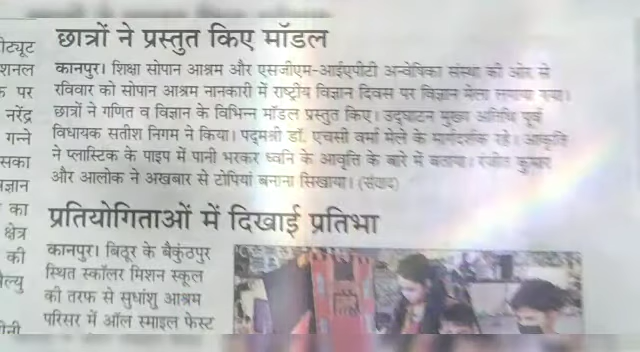 छात्रों ने प्रस्तुत किए मॉडल
कानपुर। शिक्षा सोपान आश्रम और एसजीएम-आईएपीटी अन्वेषिका संस्था की ओर से
रविवार को सोपान आश्रम नानकारी में राष्ट्रीय विज्ञान दिवस पर विज्ञान मेला लगाया गया।
छात्रों ने गणित व विज्ञान के विभिन्न मॉडल प्रस्तुत किए। उद्घाटन मुख्य अतिथि पूर्व
विधायक सतीश निगम ने किया। पद्मश्री डॉ. एचसी वर्मा मेले के मार्गदर्शक रहे। आकृति
ने प्लास्टिक के पाइप में पानी भरकर ध्वनि के आवृत्ति के बारे में बताया। रंजीत कुमार
और आलोक ने अखबार से टोपियां बनाना सिखाया। (संवाद)
प्रतियोगिताओं में दिखाई प्रतिभा
कानपुर। बिठूर के बैकुंठपुर
स्थित स्कॉलर मिशन स्कूल
की तरफ से सुधांशु आश्रम
परिसर में ऑल स्माइल फेस्ट
पर
नरेंद्र
गन्ने
का
क्षेत्र
की